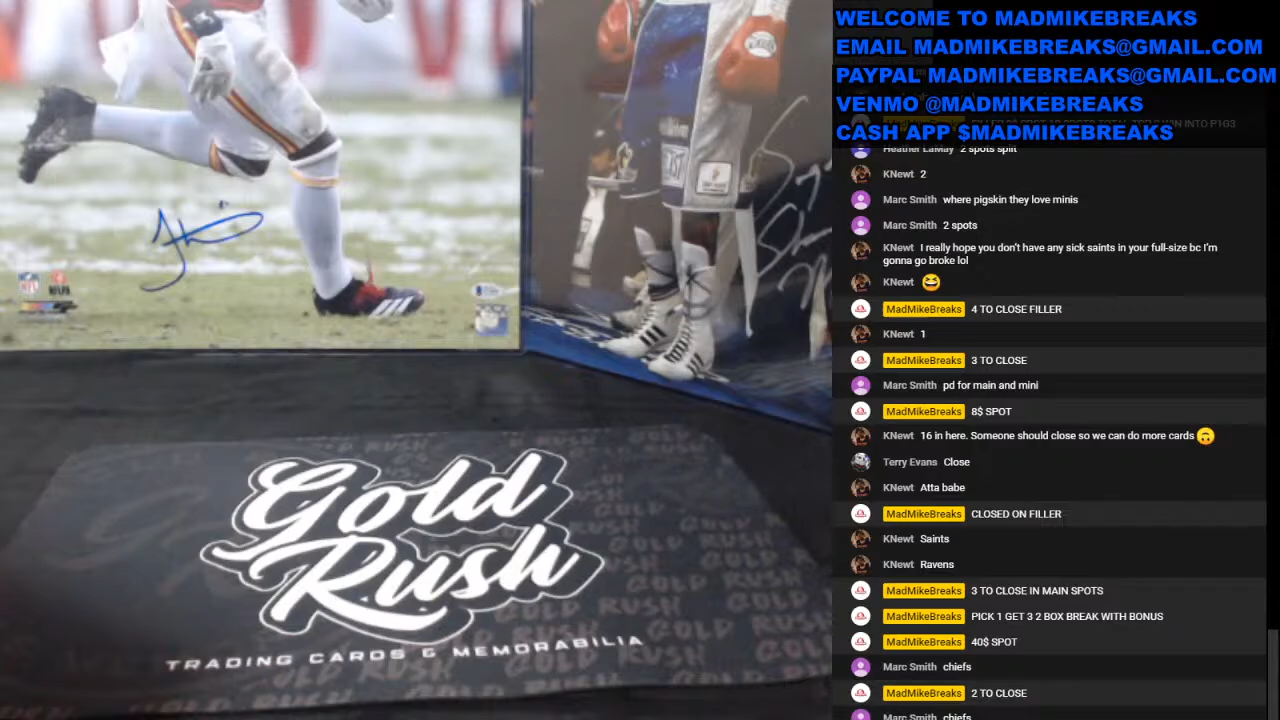 WELCOME TO MADMIKEBREAKS
EMAIL MADMIKEBREAKS@GMAIL.COM
PAYPAL MADMIKEBREAKS@GMAIL.COM
VENMO @MADMIKEBREAKS
CASH APP $MADMIKEBREAKS
Heather LaMay 2 spots split
KNewt 2
Marc Smith where pigskin they love minis
Marc Smith 2 spots
KNewt I really hope you don't have any sick saints in your full-size bc I'm
gonna go broke lol
KNewt 😆
MadMikeBreaks 4 TO CLOSE FILLER
KNewt 1
MadMikeBreaks 3 TO CLOSE
Marc Smith pd for main and mini
MadMikeBreaks 8$ SPOT
KNewt 16 in here. Someone should close so we can do more cards 🙃
Terry Evans Close
KNewt Atta babe
MadMikeBreaks CLOSED ON FILLER
KNewt Saints
KNewt Ravens
MadMikeBreaks 3 TO CLOSE IN MAIN SPOTS
MadMikeBreaks PICK 1 GET 3 2 BOX BREAK WITH BONUS
MadMikeBreaks 40$ SPOT
Marc Smith chiefs
MadMikeBreaks 2 TO CLOSE
Marc Smith chiefs
Gold
Rush
TRADING CARDS & MEMORABILIA